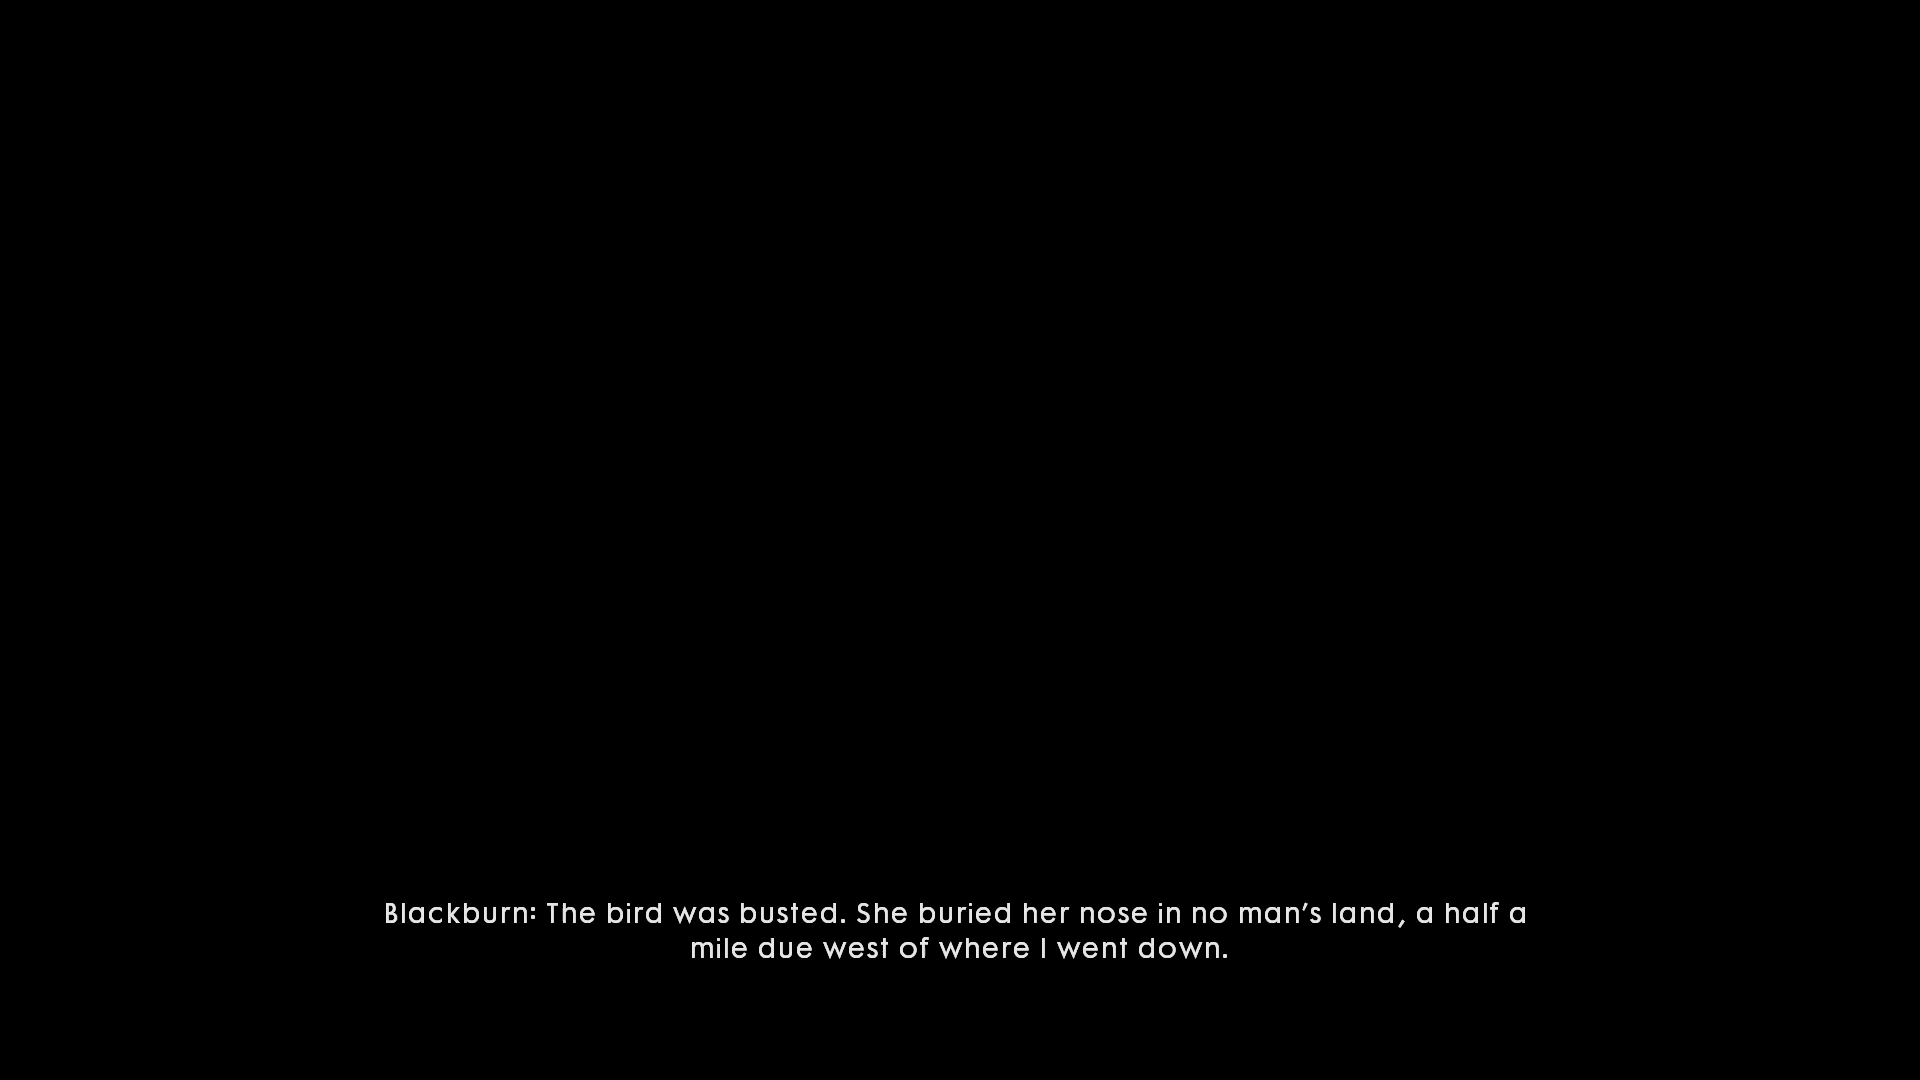 Blackburn: The bird was busted. She buried her nose in no man's land, a half a
mile due west of where I went down.